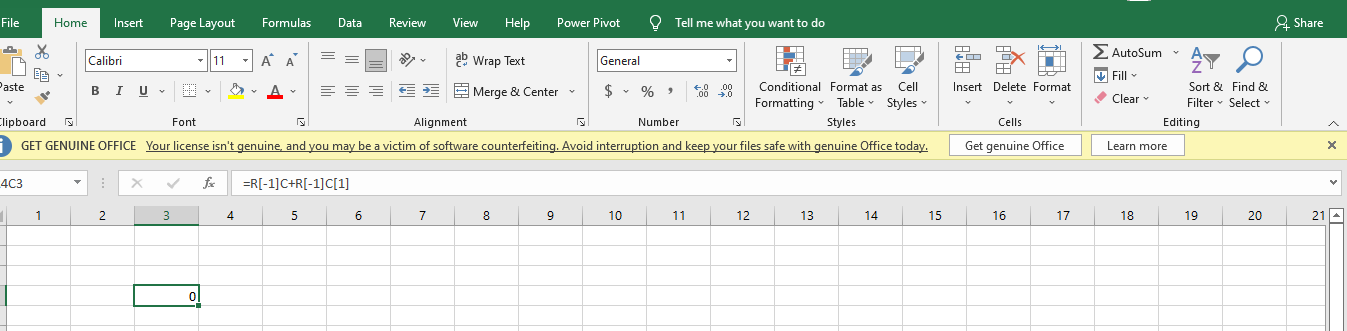 File Home Insert Page Layout Formulas Data Review View Help Power Pivot Tell me what you want to do Share
Calibri 11 Wrap Text General AutoSum
Paste B I U A Merge & Center $ % , Conditional Formatting Format as Table Cell Styles Insert Delete Format Fill Clear Sort & Filter Find & Select
lipboard Font Alignment Number Styles Cells Editing
GET GENUINE OFFICE Your license isn't genuine, and you may be a victim of software counterfeiting. Avoid interruption and keep your files safe with genuine Office today. Get genuine Office Learn more
4C3 fx =R[-1]C+R[-1]C[1]
1 2 3 4 5 6 7 8 9 10 11 12 13 14 15 16 17 18 19 20 21
0